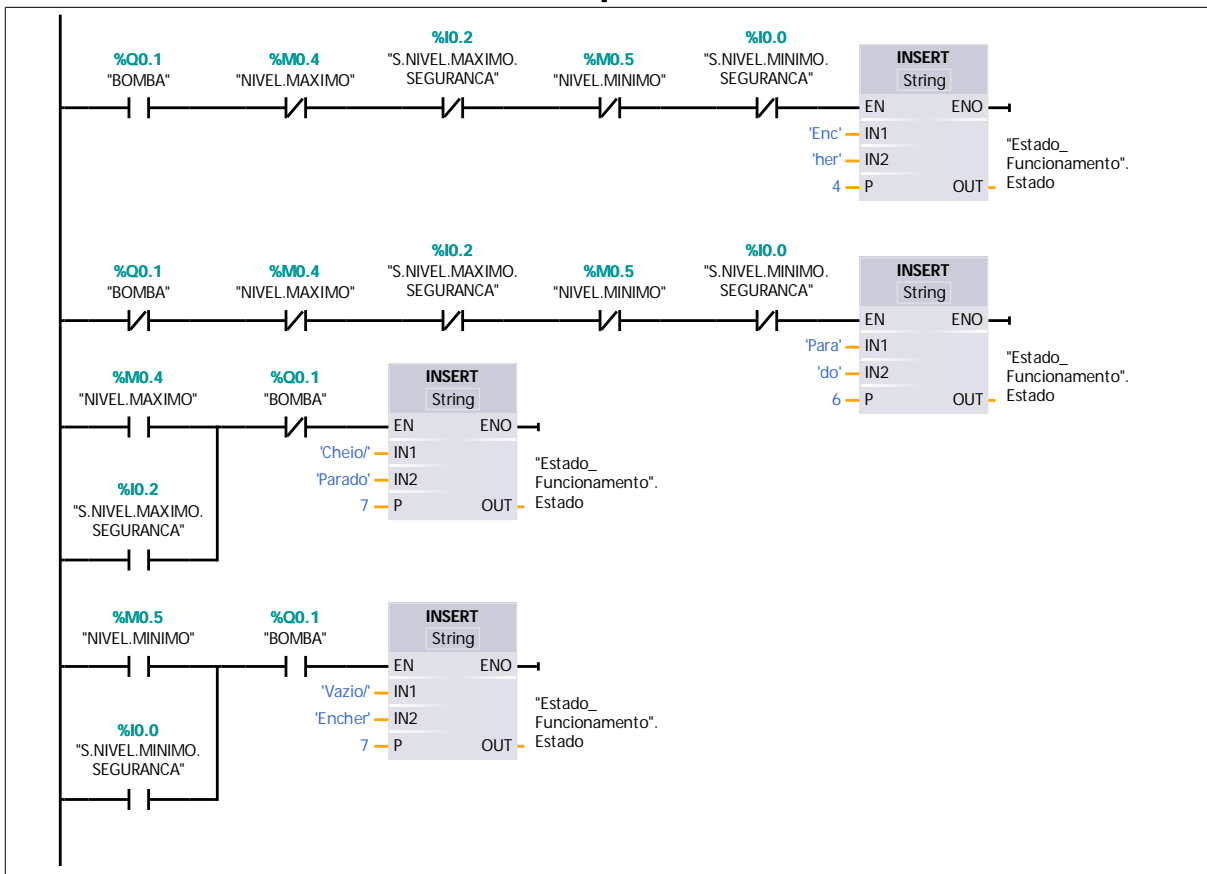 %Q0.1 %M0.4 %I0.2 %M0.5 %I0.0
"BOMBA" "NIVEL.MAXIMO" "S.NIVEL.MAXIMO. "NIVEL.MINIMO" "S.NIVEL.MINIMO.
SEGURANCA" SEGURANCA"
INSERT
String
EN ENO
'Enc' IN1
'her' IN2
4 P OUT
"Estado_
Funcionamento".
Estado
%Q0.1 %M0.4 %I0.2 %M0.5 %I0.0
"BOMBA" "NIVEL.MAXIMO" "S.NIVEL.MAXIMO. "NIVEL.MINIMO" "S.NIVEL.MINIMO.
SEGURANCA" SEGURANCA"
INSERT
String
EN ENO
'Para' IN1
'do' IN2
6 P OUT
"Estado_
Funcionamento".
Estado
%M0.4 %Q0.1
"NIVEL.MAXIMO" "BOMBA"
INSERT
String
EN ENO
'Cheio/' IN1
'Parado' IN2
7 P OUT
"Estado_
Funcionamento".
Estado
%I0.2
"S.NIVEL.MAXIMO.
SEGURANCA"
%M0.5 %Q0.1
"NIVEL.MINIMO" "BOMBA"
INSERT
String
EN ENO
'Vazio/' IN1
'Encher' IN2
7 P OUT
"Estado_
Funcionamento".
Estado
%I0.0
"S.NIVEL.MINIMO.
SEGURANCA"